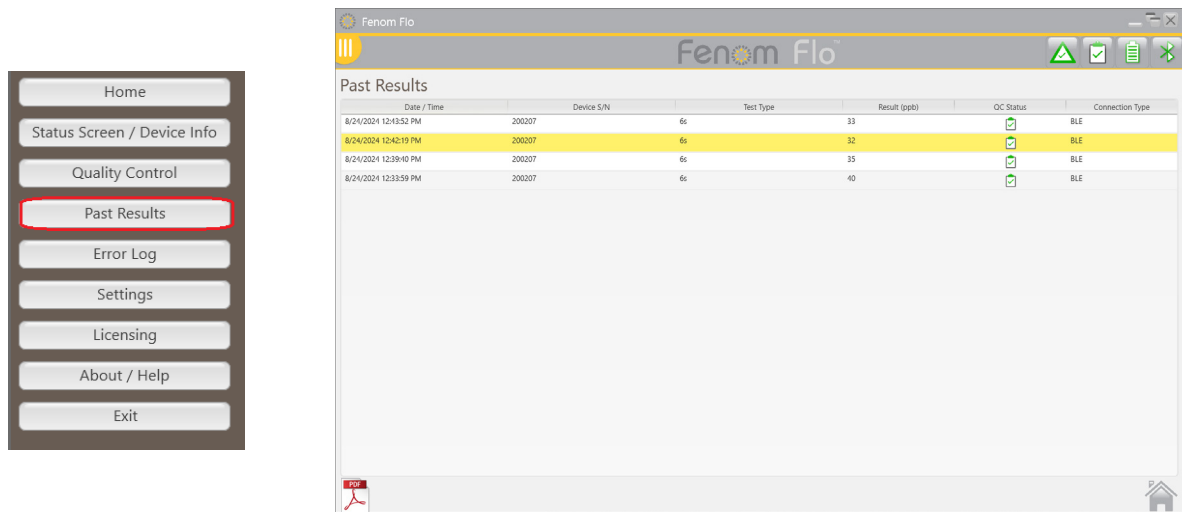 Home
Status Screen / Device Info
Quality Control
Past Results
Error Log
Settings
Licensing
About / Help
Exit
Fenom Flo
Fenom Flo™
Past Results
Date / Time Device S/N Test Type Result (ppb) QC Status Connection Type
8/24/2024 12:43:52 PM 200207 6s 33 BLE
8/24/2024 12:42:19 PM 200207 6s 32 BLE
8/24/2024 12:39:40 PM 200207 6s 35 BLE
8/24/2024 12:33:59 PM 200207 6s 40 BLE
PDF